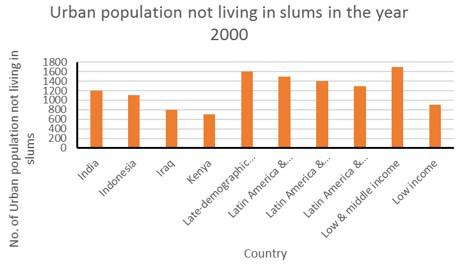 Urban population not living in slums in the year
2000
No. of Urban population not living in
slums
1800
1600
1400
1200
1000
800
600
400
200
0
India
Indonesia
Iraq
Kenya
Late-demographic...
Latin America &...
Latin America &...
Latin America &...
Low & middle income
Low income
Country